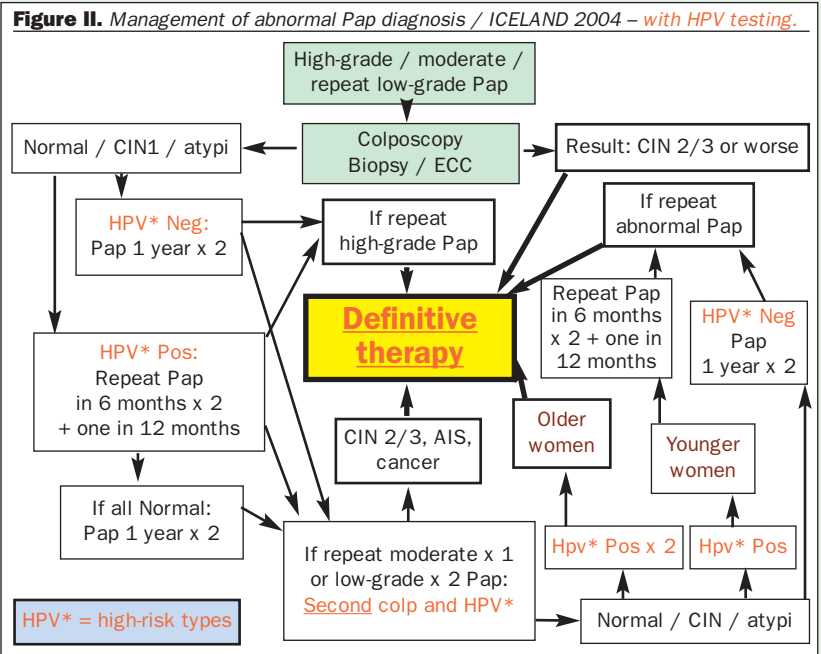 Figure II. Management of abnormal Pap diagnosis / ICELAND 2004 – with HPV testing.
High-grade / moderate /
repeat low-grade Pap
Normal / CIN1 / atypi
Colposcopy
Biopsy / ECC
Result: CIN 2/3 or worse
HPV* Neg:
Pap 1 year x 2
If repeat
high-grade Pap
If repeat
abnormal Pap
Definitive
therapy
Repeat Pap
in 6 months
x 2 + one in
12 months
HPV* Neg
Pap
1 year x 2
HPV* Pos:
Repeat Pap
in 6 months x 2
+ one in 12 months
CIN 2/3, AIS,
cancer
Older
women
Younger
women
If all Normal:
Pap 1 year x 2
If repeat moderate x 1
or low-grade x 2 Pap:
Second colp and HPV*
Hpv* Pos x 2
Hpv* Pos
HPV* = high-risk types
Normal / CIN / atypi